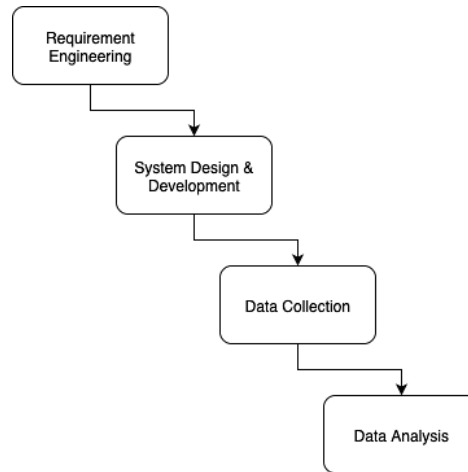 Requirement
Engineering
System Design &
Development
Data Collection
Data Analysis